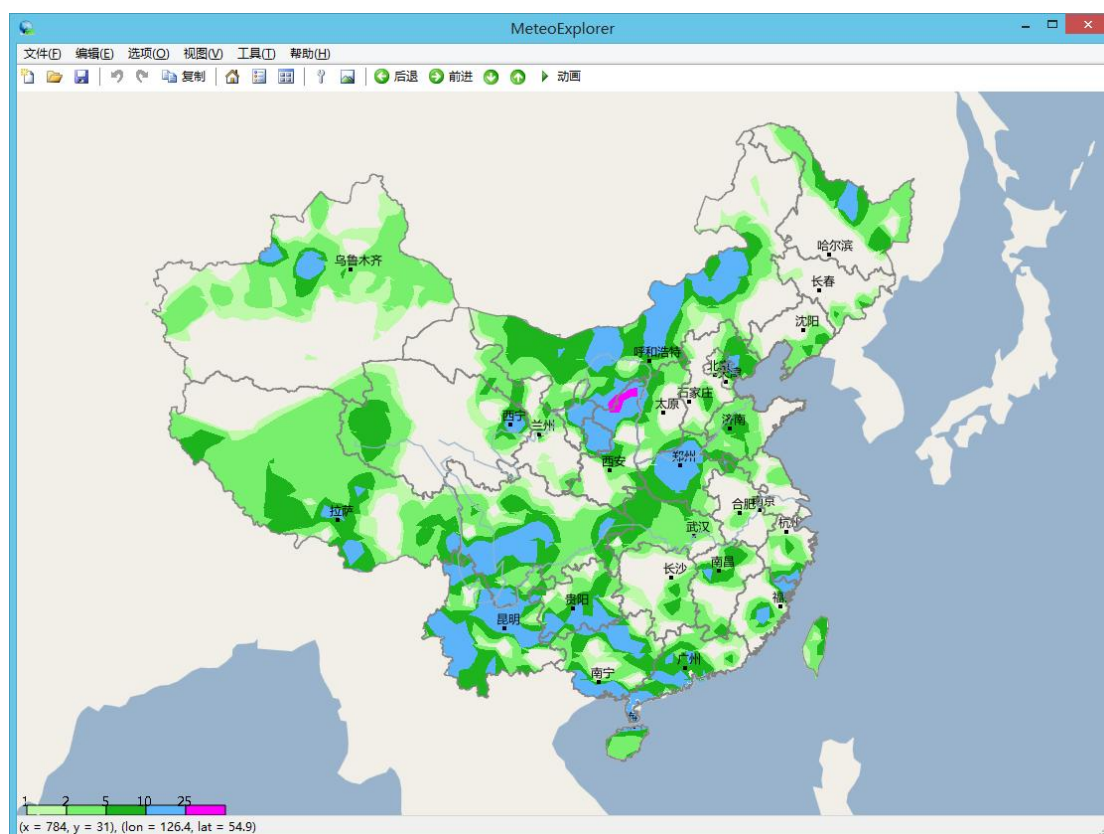 MeteoExplorer
文件(F) 编辑(E) 选项(O) 视图(V) 工具(T) 帮助(H)
复制 后退 前进 动画
哈尔滨
乌鲁木齐
长春
沈阳
呼和浩特
北京
石家庄
太原
西宁
济南
兰州
西安
郑州
合肥
南京
拉萨
武汉
杭州
南昌
长沙
贵阳
福
昆明
广州
南宁
1 2 5 10 25
(x = 784, y = 31), (lon = 126.4, lat = 54.9)